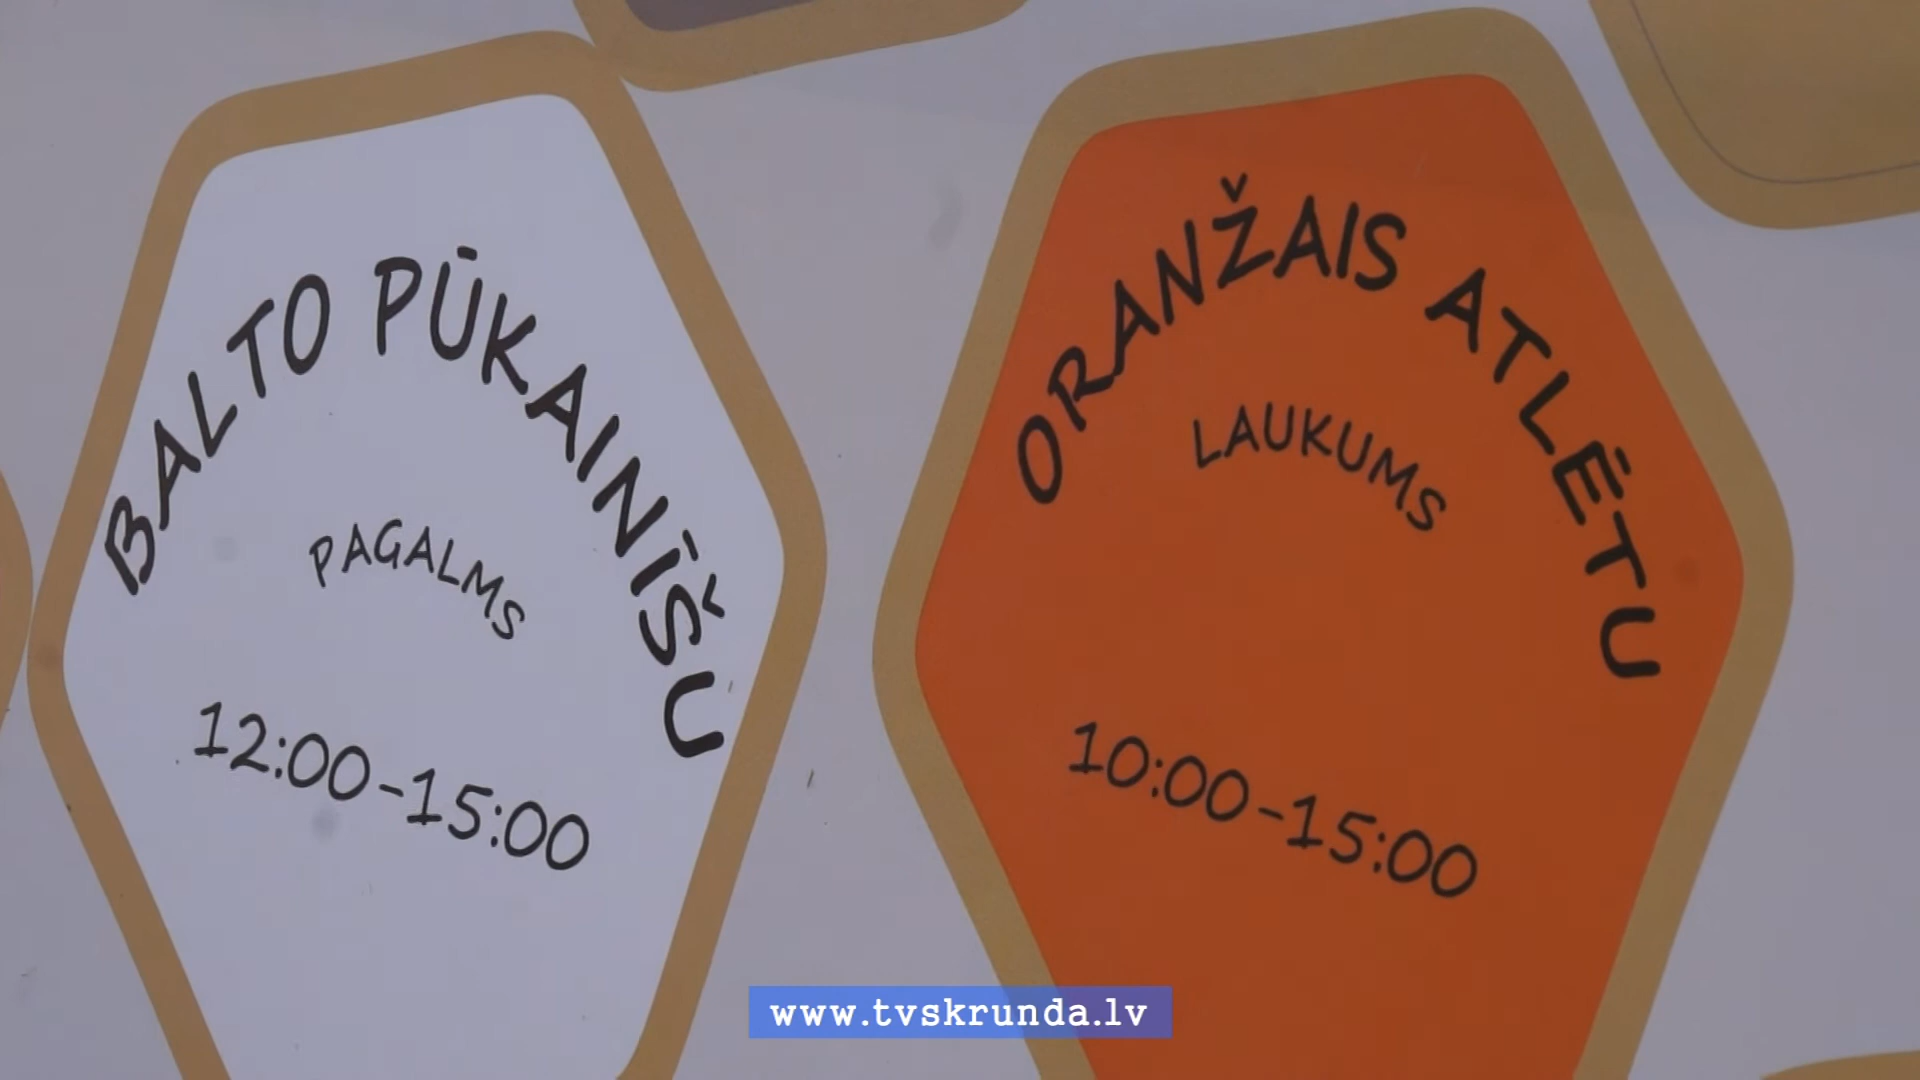 BALTO PŪKAINĪŠU
PAGALMS
12:00-15:00
ORANŽAIS ATLĒTU
LAUKUMS
10:00-15:00
www.tvskrunda.lv